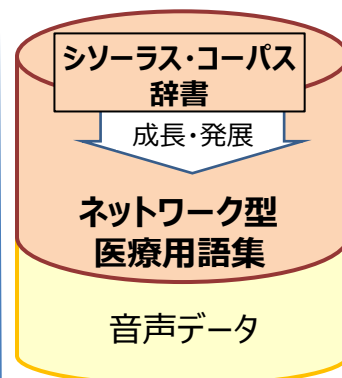 シソーラス・コーパス
辞書
成長・発展
ネットワーク型
医療用語集
音声データ